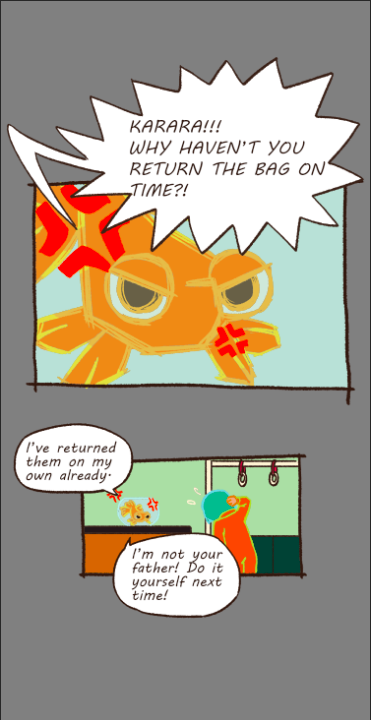 KARARA!!!
WHY HAVEN'T YOU
RETURN THE BAG ON
TIME?!
I've returned
them on my
own already.
I'm not your
father! Do it
yourself next
time!